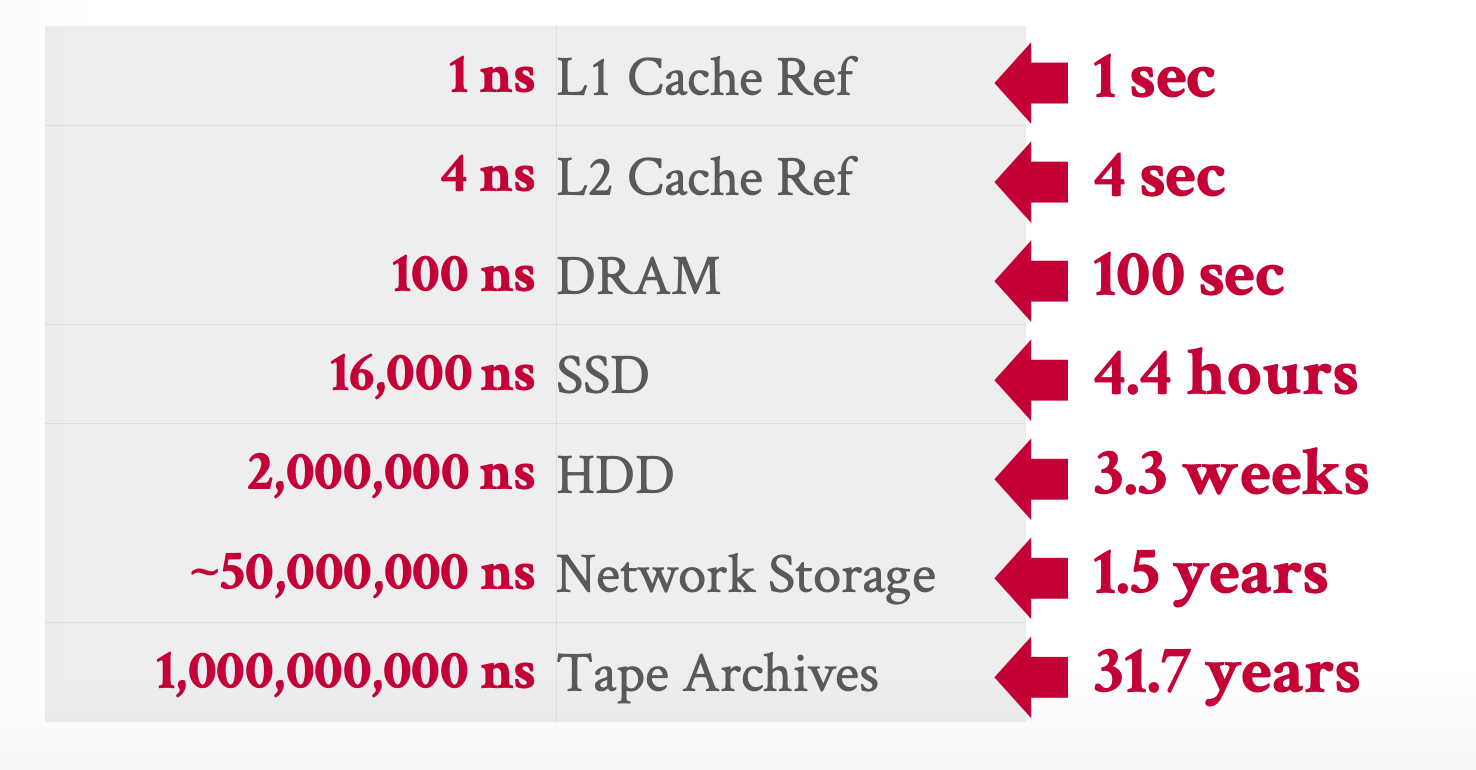 1 ns L1 Cache Ref 1 sec
4 ns L2 Cache Ref 4 sec
100 ns DRAM 100 sec
16,000 ns SSD 4.4 hours
2,000,000 ns HDD 3.3 weeks
~50,000,000 ns Network Storage 1.5 years
1,000,000,000 ns Tape Archives 31.7 years